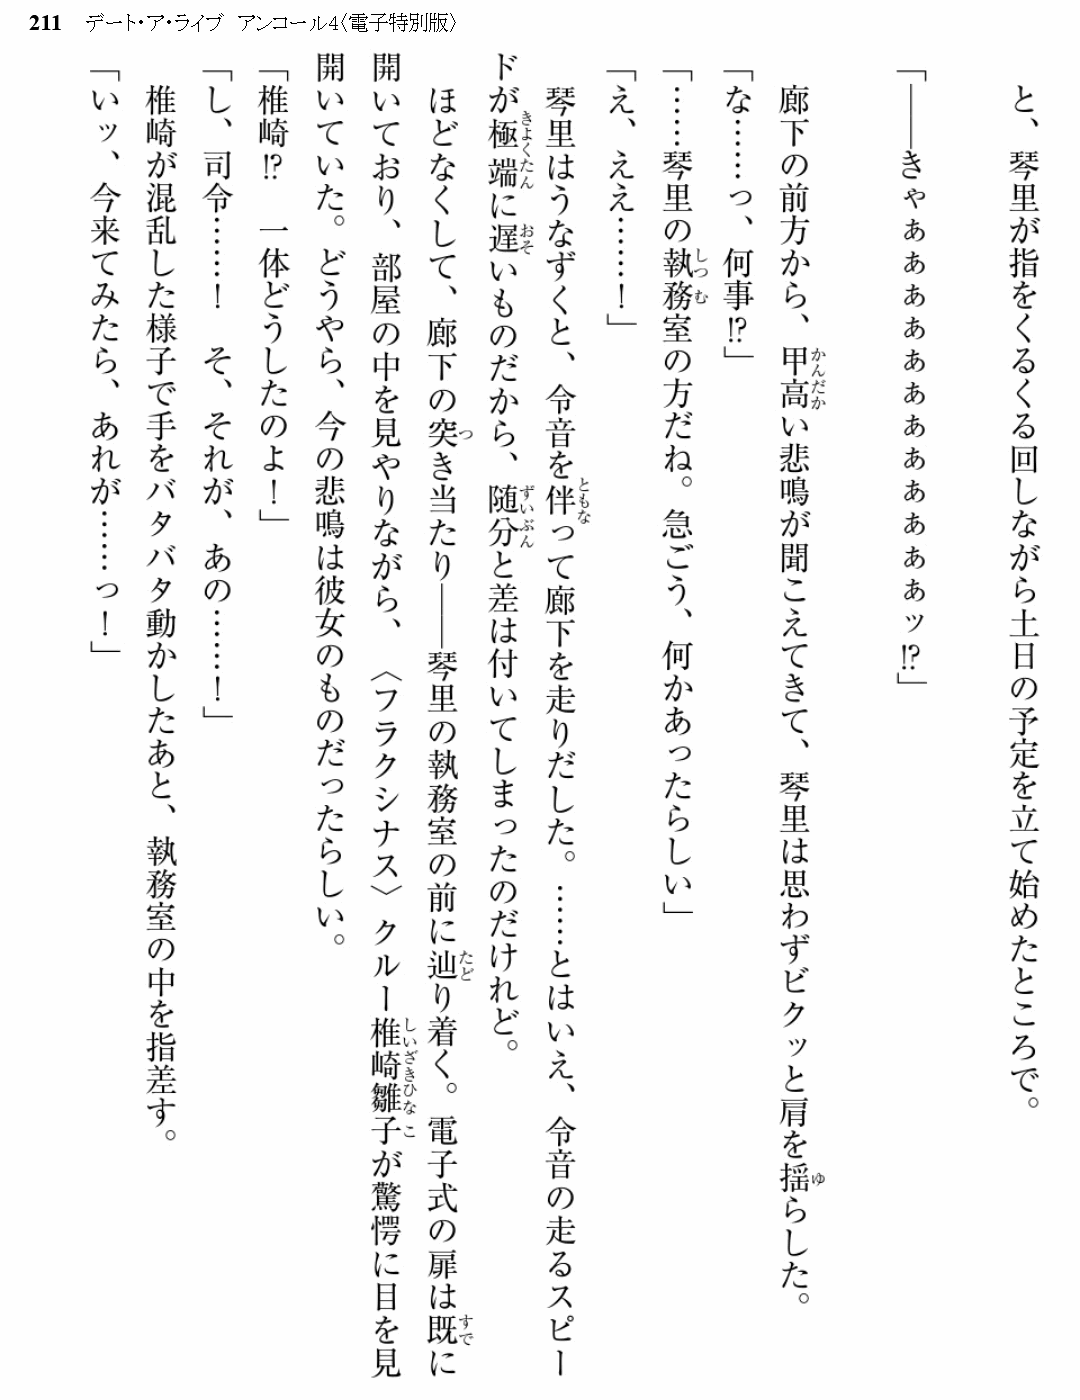 211 デート・ア・ライブ アンコール4〈電子特別版〉
と、琴里が指をくるくる回しながら土日の予定を立て始めたところで。
「――きゃぁぁぁぁぁぁぁぁぁぁぁぁッ!?」
廊下の前方から、甲高い悲鳴が聞こえてきて、琴里は思わずビクッと肩を揺らした。
「な……っ、何事!?」
「……琴里の執務室の方だね。急ごう、何かあったらしい」
「え、ええ……！」
琴里はうなずくと、令音を伴って廊下を走りだした。……とはいえ、令音の走るスピー
ドが極端に遅いものだから、随分と差は付いてしまったのだけれど。
ほどなくして、廊下の突き当たり――琴里の執務室の前に辿り着く。電子式の扉は既に
開いており、部屋の中を見やりながら、〈フラクシナス〉クルー椎崎雛子が驚愕に目を見
開いていた。どうやら、今の悲鳴は彼女のものだったらしい。
「椎崎!?　一体どうしたのよ！」
「し、司令……！　そ、それが、あの……！」
椎崎が混乱した様子で手をバタバタ動かしたあと、執務室の中を指差す。
「いッ、今来てみたら、あれが……っ！」